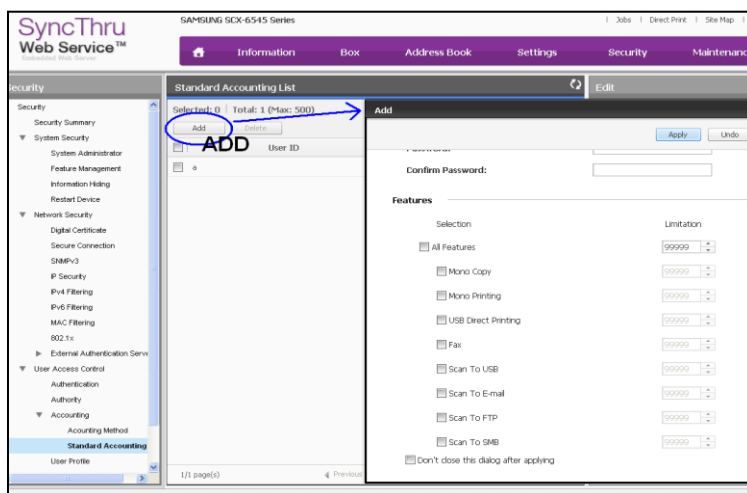 SyncThru
Web Service™
Embedded Web Server
SAMSUNG SCX-6545 Series
Jobs | Direct Print | Site Map |
Information Box Address Book Settings Security Maintenanc
ecurity
Standard Accounting List
Edit
Security
Security Summary
System Security
System Administrator
Feature Management
Information Hiding
Restart Device
Network Security
Digital Certificate
Secure Connection
SNMPv3
IP Security
IPv4 Filtering
IPv6 Filtering
MAC Filtering
802.1x
External Authentication Serv
User Access Control
Authentication
Authority
Accounting
Acounting Method
Standard Accounting
User Profile
Selected: 0 | Total: 1 (Max: 500)
Add Delete
ADD
User ID
a
1/1 page(s) Previous
Add
Apply Undo
Confirm Password:
Features
Selection Limitation
All Features 99999
Mono Copy 99999
Mono Printing 99999
USB Direct Printing 99999
Fax 99999
Scan To USB 99999
Scan To E-mail 99999
Scan To FTP 99999
Scan To SMB 99999
Don't close this dialog after applying